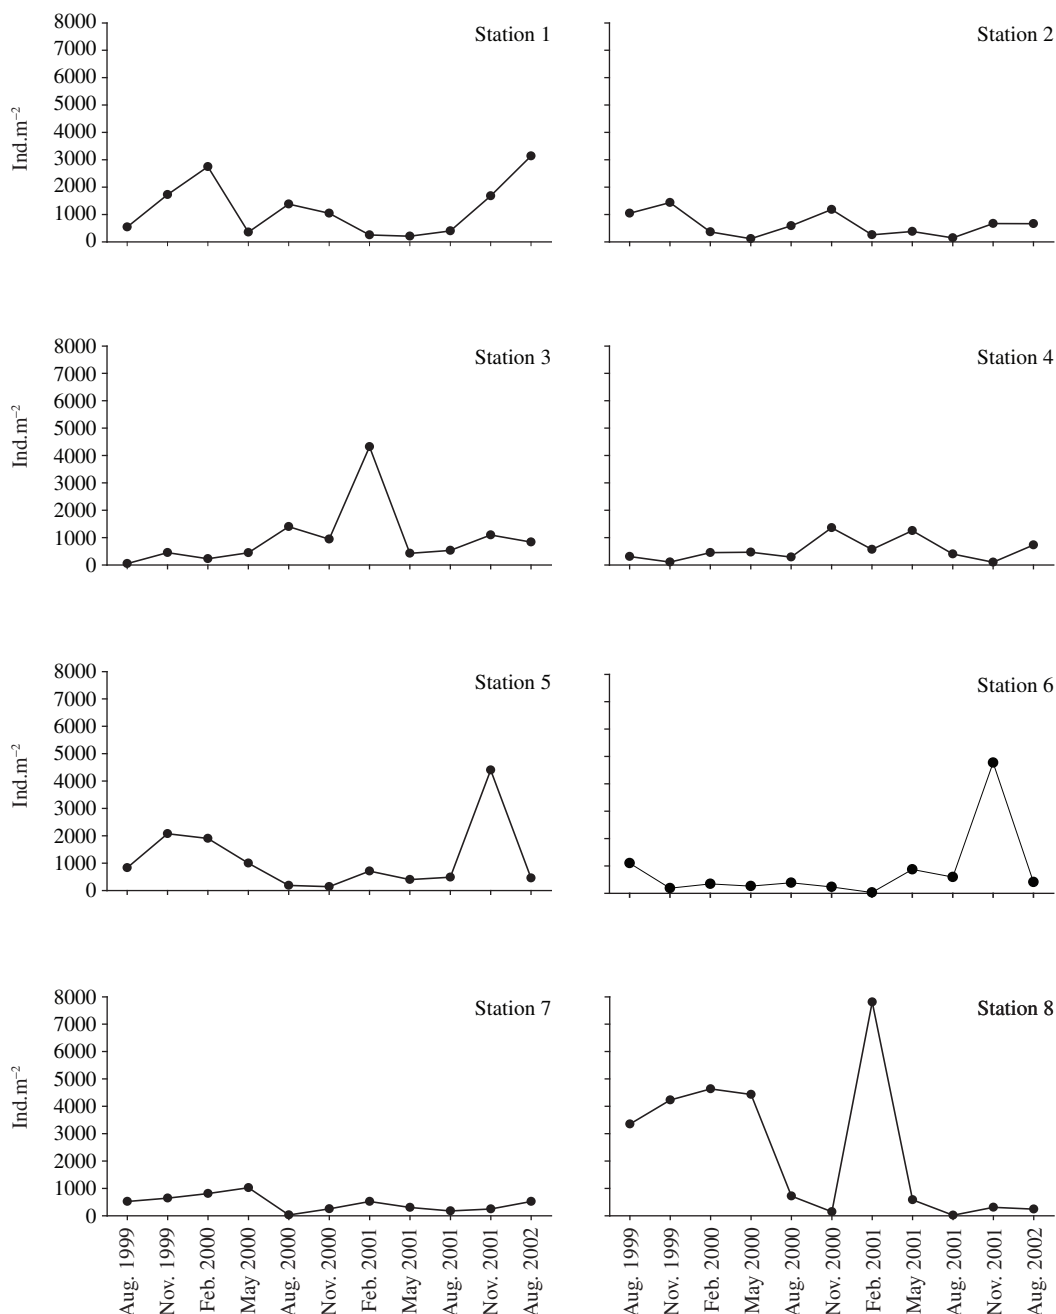 Station 1
8000
7000
6000
5000
4000
3000
2000
1000
0
Ind.m⁻²
Station 2
Station 3
8000
7000
6000
5000
4000
3000
2000
1000
0
Ind.m⁻²
Station 4
Station 5
8000
7000
6000
5000
4000
3000
2000
1000
0
Ind.m⁻²
Station 6
Station 7
8000
7000
6000
5000
4000
3000
2000
1000
0
Ind.m⁻²
Aug. 1999
Nov. 1999
Feb. 2000
May 2000
Aug. 2000
Nov. 2000
Feb. 2001
May 2001
Aug. 2001
Nov. 2001
Aug. 2002
Station 8
Aug. 1999
Nov. 1999
Feb. 2000
May 2000
Aug. 2000
Nov. 2000
Feb. 2001
May 2001
Aug. 2001
Nov. 2001
Aug. 2002